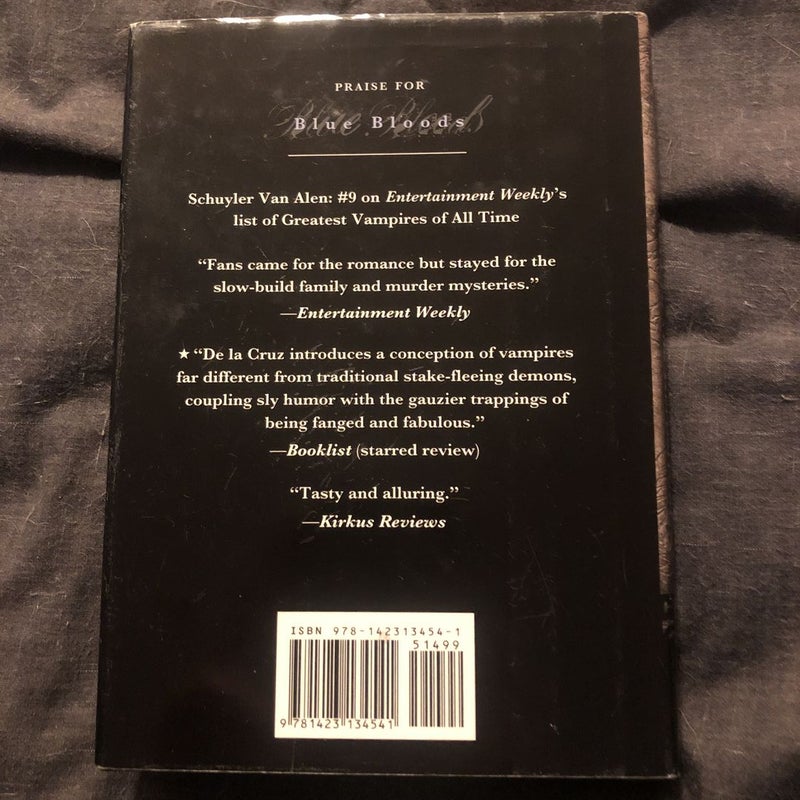 PRAISE FOR
Blue Bloods
Schuyler Van Alen: #9 on Entertainment Weekly’s
list of Greatest Vampires of All Time
“Fans came for the romance but stayed for the
slow-build family and murder mysteries.”
—Entertainment Weekly
★ “De la Cruz introduces a conception of vampires
far different from traditional stake-fleeing demons,
coupling sly humor with the gauzier trappings of
being fanged and fabulous.”
—Booklist (starred review)
“Tasty and alluring.”
—Kirkus Reviews
ISBN 978-142313454-1
51499
9 781423 134541